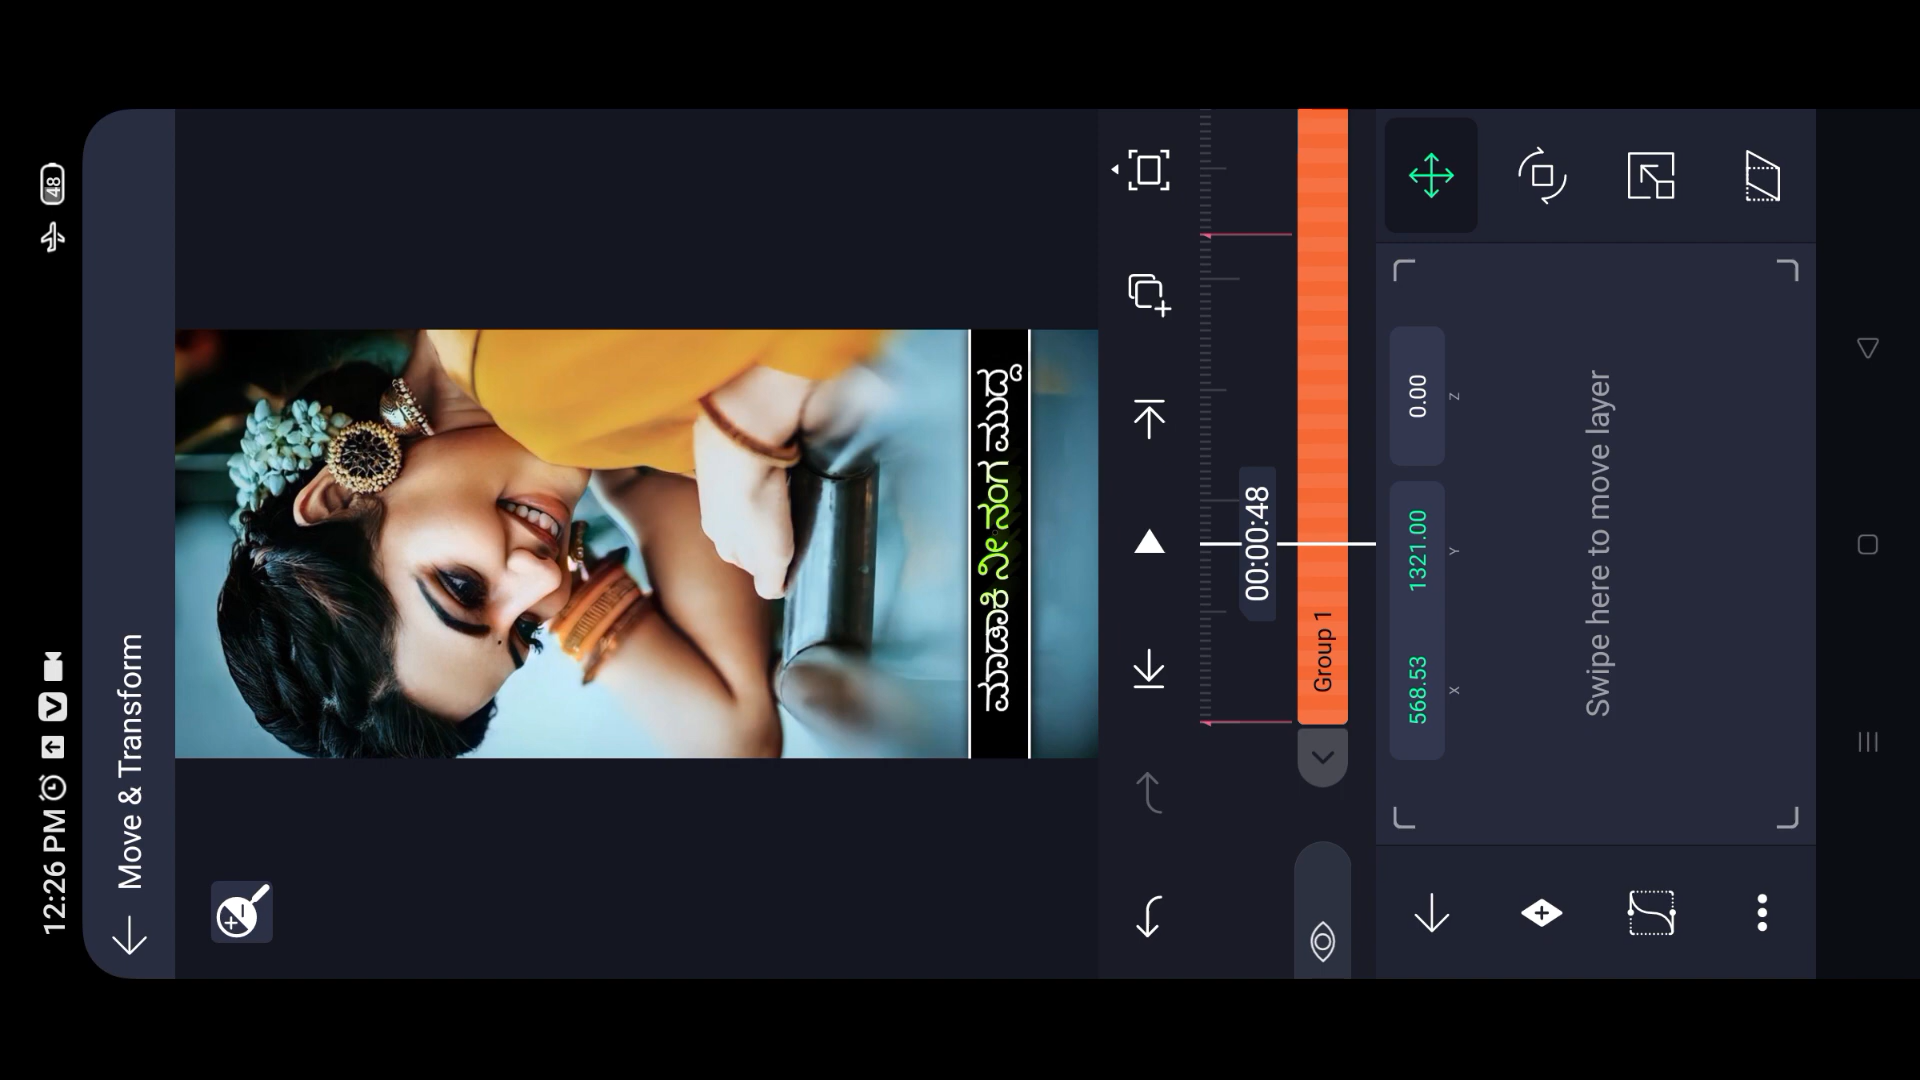 12:26 PM
48
Move & Transform
ಮಾಡಾಕಿ ನೀ ನಂಗ ಮುದ್ದ
00:00:48
Group 1
568.53 1321.00 0.00
X Y Z
Swipe here to move layer